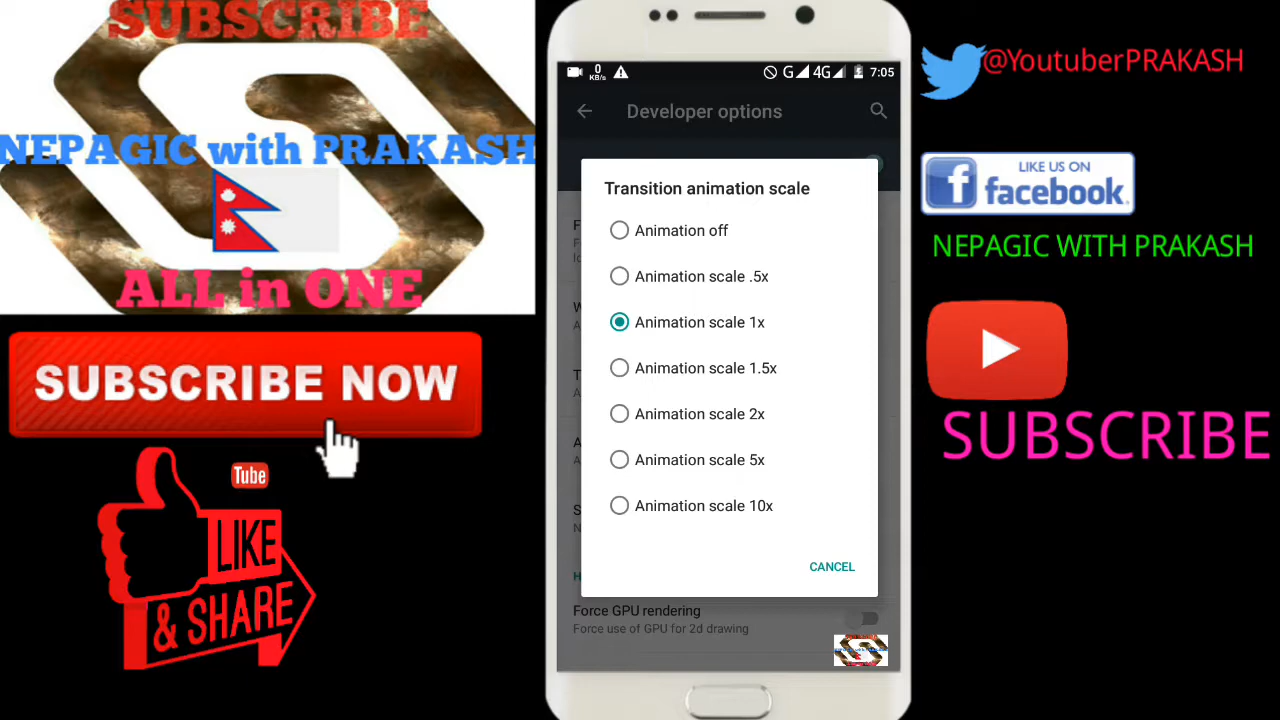 SUBSCRIBE
NEPAGIC with PRAKASH
ALL in ONE
SUBSCRIBE NOW
Tube
LIKE
& SHARE
0
KB/s
G
4G
7:05
Developer options
Transition animation scale
Animation off
Animation scale .5x
Animation scale 1x
Animation scale 1.5x
Animation scale 2x
Animation scale 5x
Animation scale 10x
CANCEL
Force GPU rendering
Force use of GPU for 2d drawing
@YoutuberPRAKASH
LIKE US ON
facebook
NEPAGIC WITH PRAKASH
SUBSCRIBE